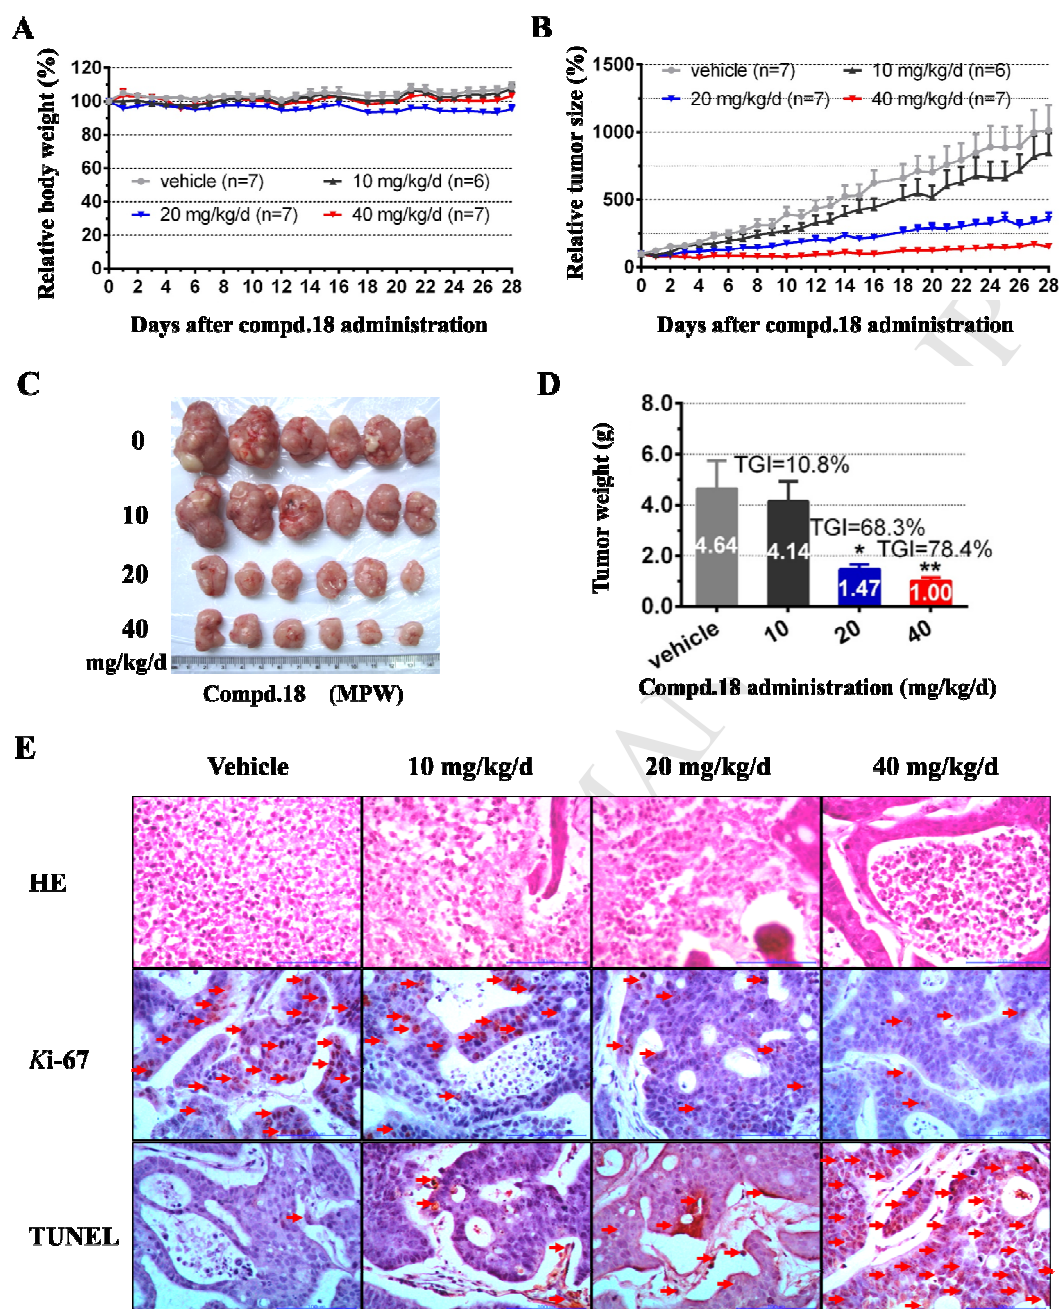 A
Relative body weight (%)
120
100
80
60
40
20
0
vehicle (n=7)
10 mg/kg/d (n=6)
20 mg/kg/d (n=7)
40 mg/kg/d (n=7)
0 2 4 6 8 10 12 14 16 18 20 22 24 26 28
Days after compd.18 administration
B
Relative tumor size (%)
1500
1000
500
0
vehicle (n=7)
10 mg/kg/d (n=6)
20 mg/kg/d (n=7)
40 mg/kg/d (n=7)
0 2 4 6 8 10 12 14 16 18 20 22 24 26 28
Days after compd.18 administration
C
0
10
20
40
mg/kg/d
Compd.18 (MPW)
D
Tumor weight (g)
8.0
6.0
4.0
2.0
0.0
TGI=10.8%
TGI=68.3%
TGI=78.4%
*
**
4.64
4.14
1.47
1.00
vehicle
10
20
40
Compd.18 administration (mg/kg/d)
E
Vehicle
10 mg/kg/d
20 mg/kg/d
40 mg/kg/d
HE
Ki-67
TUNEL